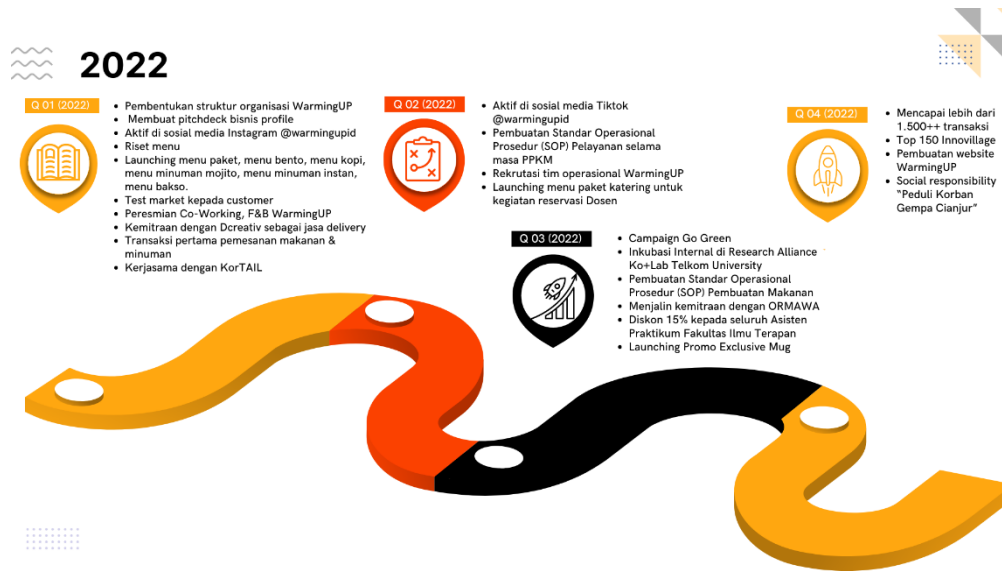 2022
Q 01 (2022)
• Pembentukan struktur organisasi WarmingUP
• Membuat pitchdeck bisnis profile
• Aktif di sosial media Instagram @warmingupid
• Riset menu
• Launching menu paket, menu bento, menu kopi,
menu minuman mojito, menu minuman instan,
menu bakso.
• Test market kepada customer
• Peresmian Co-Working, F&B WarmingUP
• Kemitraan dengan Dcreativ sebagai jasa delivery
• Transaksi pertama pemesanan makanan &
minuman
• Kerjasama dengan KorTAIL
Q 02 (2022)
• Aktif di sosial media Tiktok
@warmingupid
• Pembuatan Standar Operasional
Prosedur (SOP) Pelayanan selama
masa PPKM
• Rekrutasi tim operasional WarmingUP
• Launching menu paket katering untuk
kegiatan reservasi Dosen
Q 03 (2022)
• Campaign Go Green
• Inkubasi Internal di Research Alliance
Ko+Lab Telkom University
• Pembuatan Standar Operasional
Prosedur (SOP) Pembuatan Makanan
• Menjalin kemitraan dengan ORMAWA
• Diskon 15% kepada seluruh Asisten
Praktikum Fakultas Ilmu Terapan
• Launching Promo Exclusive Mug
Q 04 (2022)
• Mencapai lebih dari
1.500++ transaksi
• Top 150 Innovillage
• Pembuatan website
WarmingUP
• Social responsibility
"Peduli Korban
Gempa Cianjur"